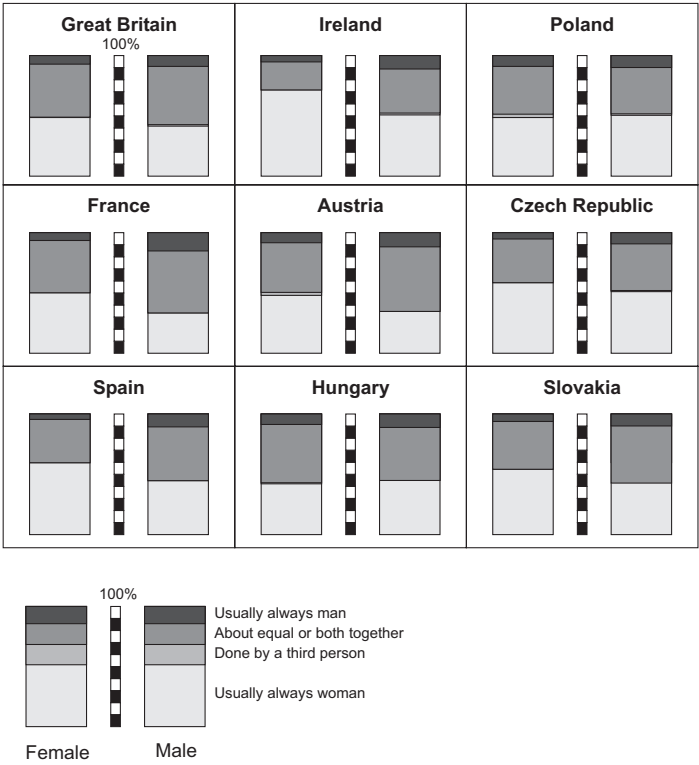 Great Britain
100%
Ireland
Poland
France
Austria
Czech Republic
Spain
Hungary
Slovakia
100%
Usually always man
About equal or both together
Done by a third person
Usually always woman
Female
Male